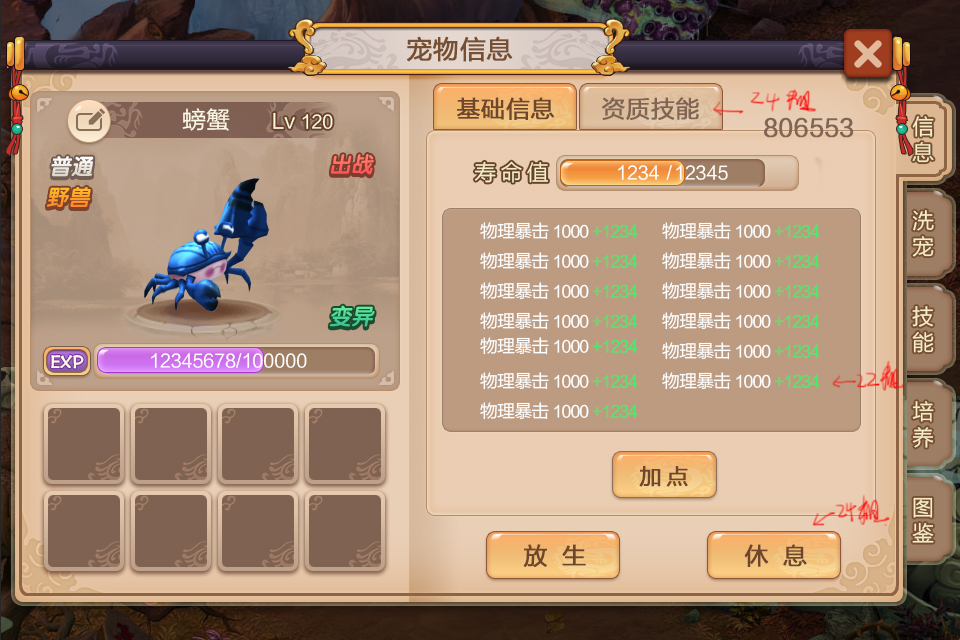 宠物信息
螃蟹 Lv 120
普通
野兽
出战
变异
EXP 12345678/100000
基础信息
资质技能
24粗
806553
寿命值 1234 /12345
物理暴击 1000 +1234 物理暴击 1000 +1234
物理暴击 1000 +1234 物理暴击 1000 +1234
物理暴击 1000 +1234 物理暴击 1000 +1234
物理暴击 1000 +1234 物理暴击 1000 +1234
物理暴击 1000 +1234 物理暴击 1000 +1234
物理暴击 1000 +1234 物理暴击 1000 +1234
物理暴击 1000 +1234
22粗
加点
24粗
放生
休息
信息
洗宠
技能
培养
图鉴